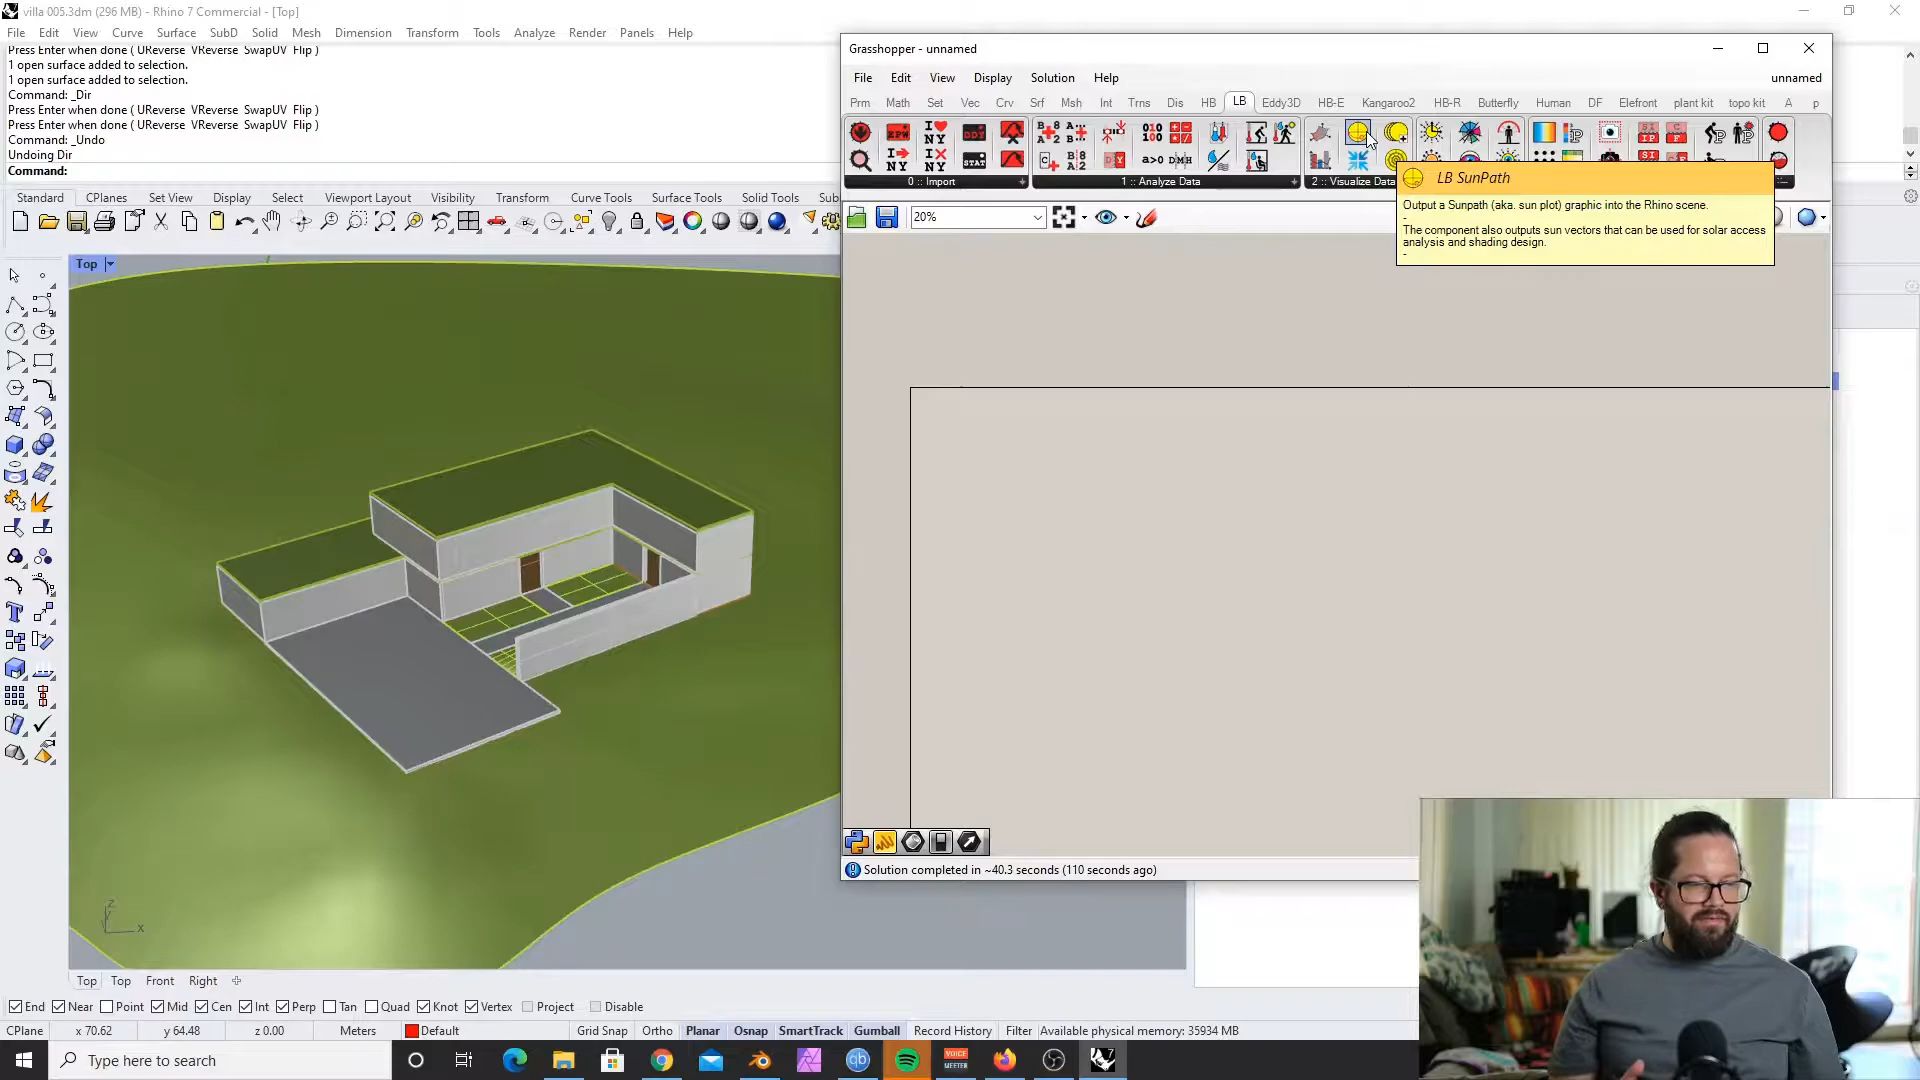 villa 005.3dm (296 MB) - Rhino 7 Commercial - [Top]
File Edit View Curve Surface SubD Solid Mesh Dimension Transform Tools Analyze Render Panels Help
Press Enter when done ( UReverse VReverse SwapUV Flip )
1 open surface added to selection.
1 open surface added to selection.
Command: _Dir
Press Enter when done ( UReverse VReverse SwapUV Flip )
Press Enter when done ( UReverse VReverse SwapUV Flip )
Command: _Undo
Undoing Dir
Command:
Standard CPlanes Set View Display Select Viewport Layout Visibility Transform Curve Tools Surface Tools Solid Tools Sub
Top
Grasshopper - unnamed
File Edit View Display Solution Help unnamed
Prm Math Set Vec Crv Srf Msh Int Trns Dis HB LB Eddy3D HB-E Kangaroo2 HB-R Butterfly Human DF Elefront plant kit topo kit A p
0 :: Import 1 :: Analyze Data 2 :: Visualize Data
20%
LB SunPath
Output a Sunpath (aka. sun plot) graphic into the Rhino scene.
-
The component also outputs sun vectors that can be used for solar access
analysis and shading design.
-
Solution completed in ~40.3 seconds (110 seconds ago)
z
y
x
Top Top Front Right
End Near Point Mid Cen Int Perp Tan Quad Knot Vertex Project Disable
CPlane x 70.62 y 64.48 z 0.00 Meters Default Grid Snap Ortho Planar Osnap SmartTrack Gumball Record History Filter Available physical memory: 35934 MB
Type here to search